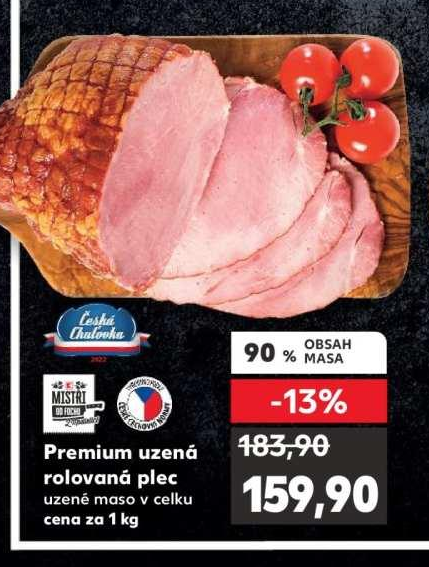 Česká
Chalovka
2022
MISTŘI
OD FOCHU
Premium uzená
rolovaná plec
uzené maso v celku
cena za 1 kg
90 % OBSAH
MASA
-13%
183,90
159,90